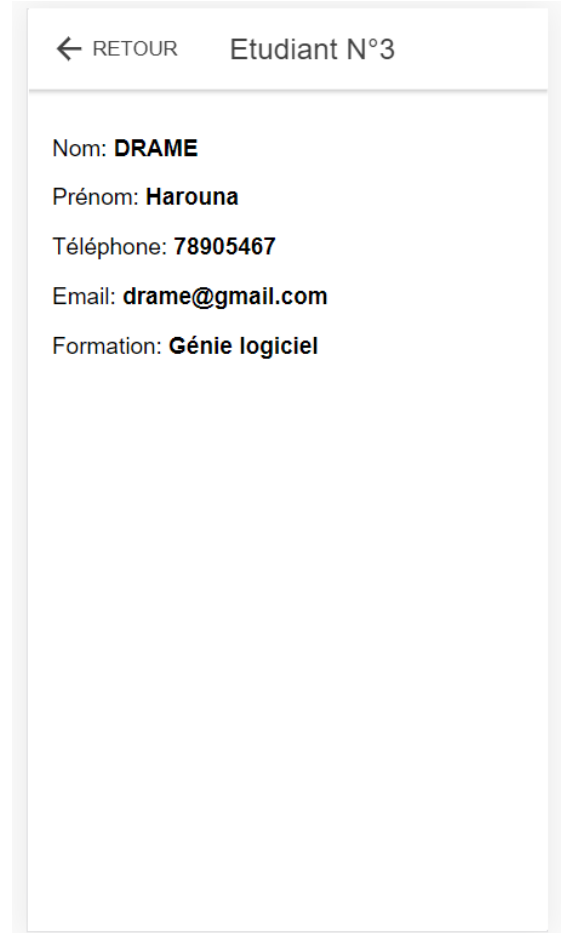 ← RETOUR Etudiant N°3
Nom: DRAME
Prénom: Harouna
Téléphone: 78905467
Email: drame@gmail.com
Formation: Génie logiciel